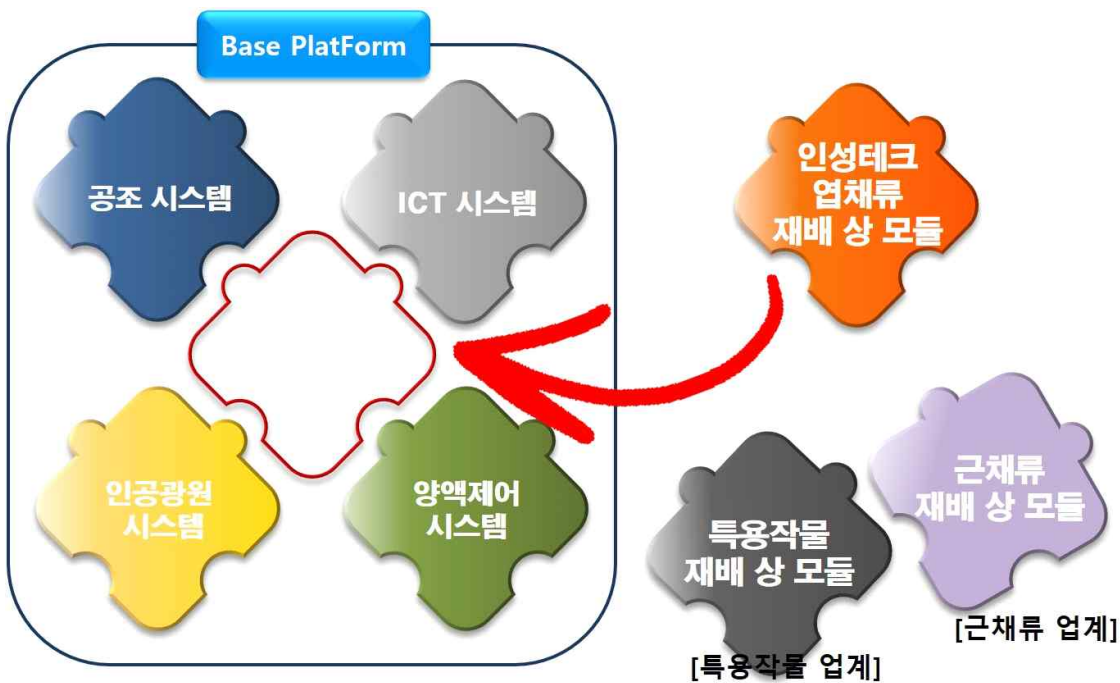 Base PlatForm
공조 시스템
ICT 시스템
인공광원
시스템
양액제어
시스템
인성테크
엽채류
재배 상 모듈
근채류
재배 상 모듈
[근채류 업계]
특용작물
재배 상 모듈
[특용작물 업계]